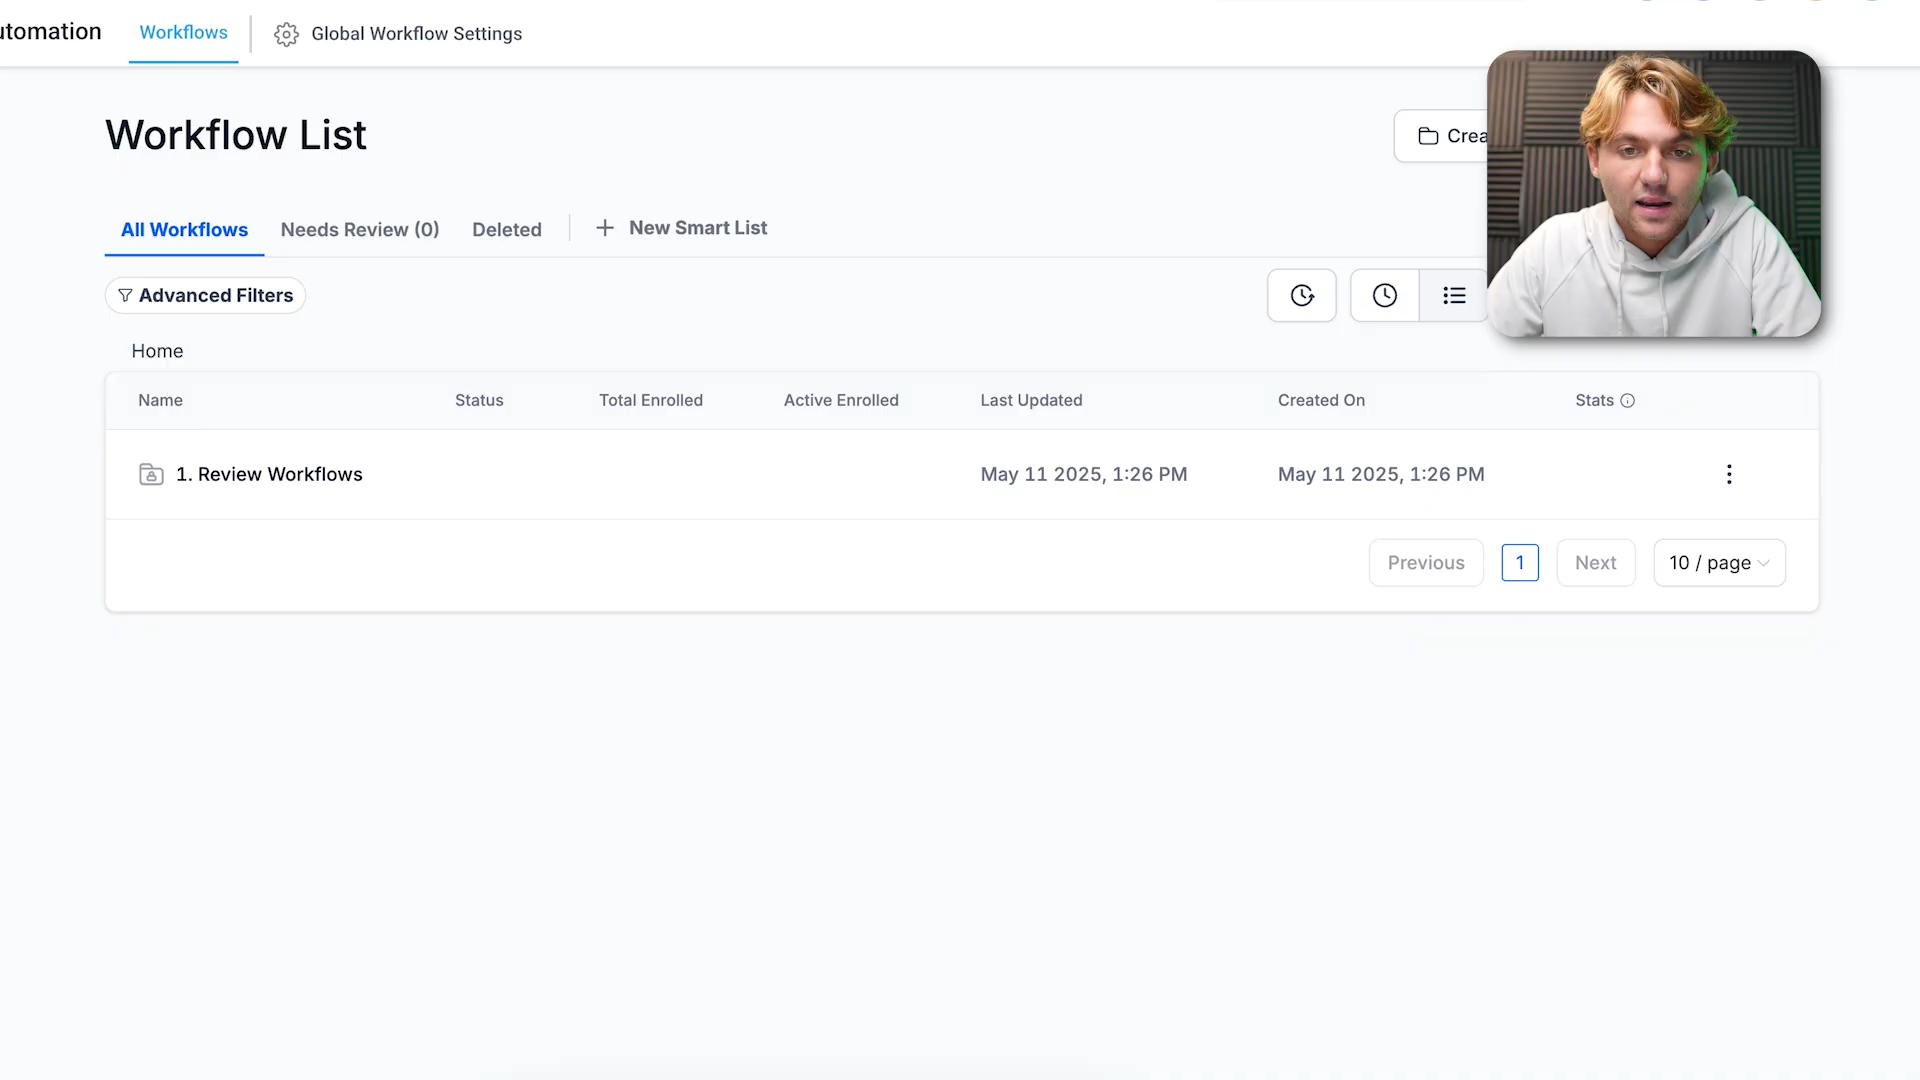 utomation
Workflows
Global Workflow Settings
Workflow List
Crea
All Workflows
Needs Review (0)
Deleted
New Smart List
Advanced Filters
Home
Name Status Total Enrolled Active Enrolled Last Updated Created On Stats
1. Review Workflows May 11 2025, 1:26 PM May 11 2025, 1:26 PM
Previous 1 Next 10 / page